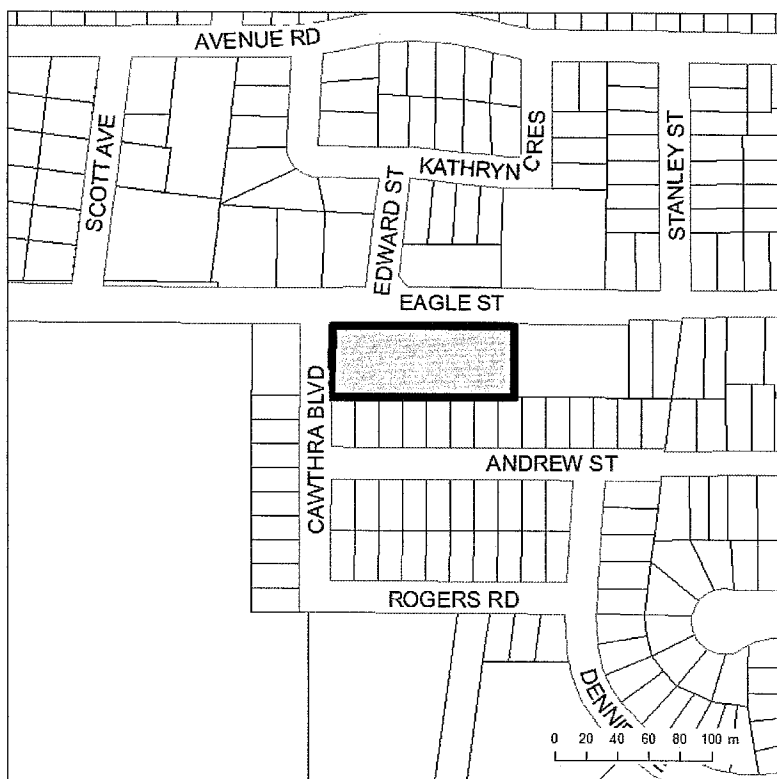 AVENUE RD
SCOTT AVE
KATHRYN CRES
EDWARD ST
STANLEY ST
EAGLE ST
CAWTHRA BLVD
ANDREW ST
ROGERS RD
0 20 40 60 80 100 m